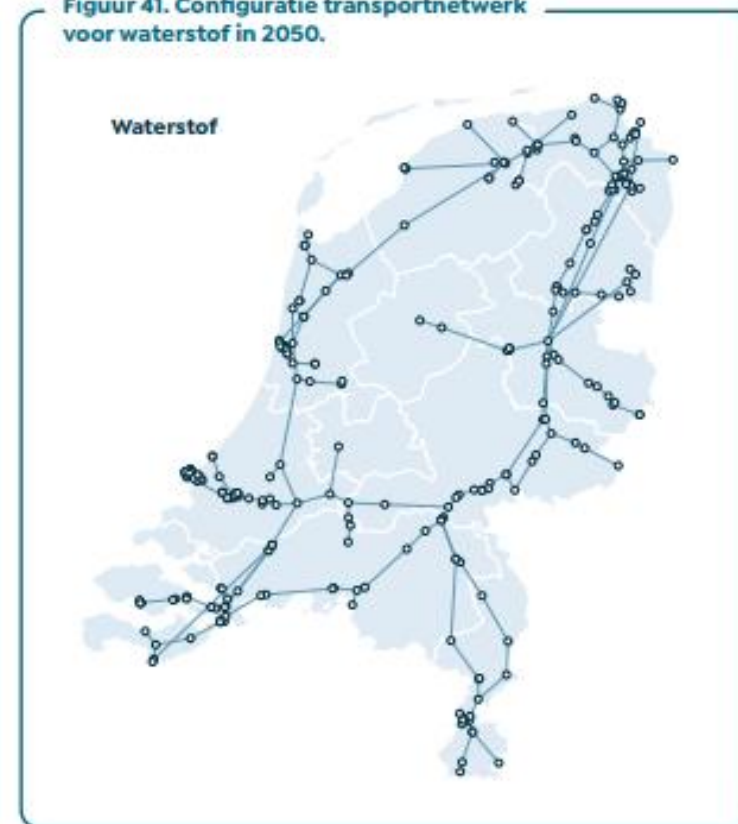 Figuur 41. Configuratie transportnetwerk
voor waterstof in 2050.
Waterstof